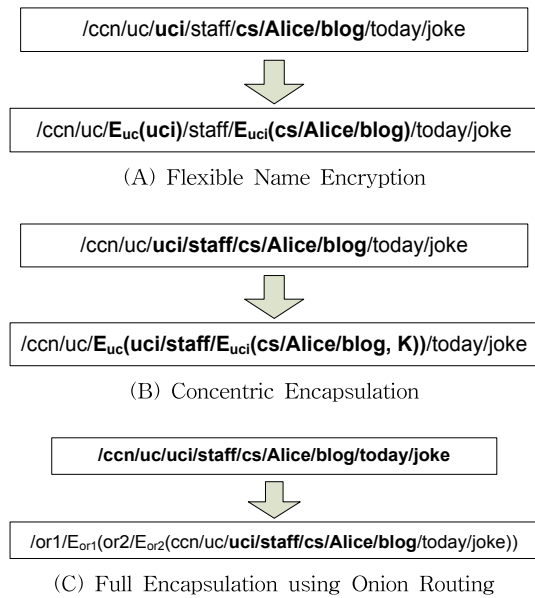 /ccn/uc/uci/staff/cs/Alice/blog/today/joke
/ccn/uc/Euc(uci)/staff/Euci(cs/Alice/blog)/today/joke
(A) Flexible Name Encryption
/ccn/uc/uci/staff/cs/Alice/blog/today/joke
/ccn/uc/Euc(uci/staff/Euci(cs/Alice/blog, K))/today/joke
(B) Concentric Encapsulation
/ccn/uc/uci/staff/cs/Alice/blog/today/joke
/or1/Eor1(or2/Eor2(ccn/uc/uci/staff/cs/Alice/blog/today/joke))
(C) Full Encapsulation using Onion Routing